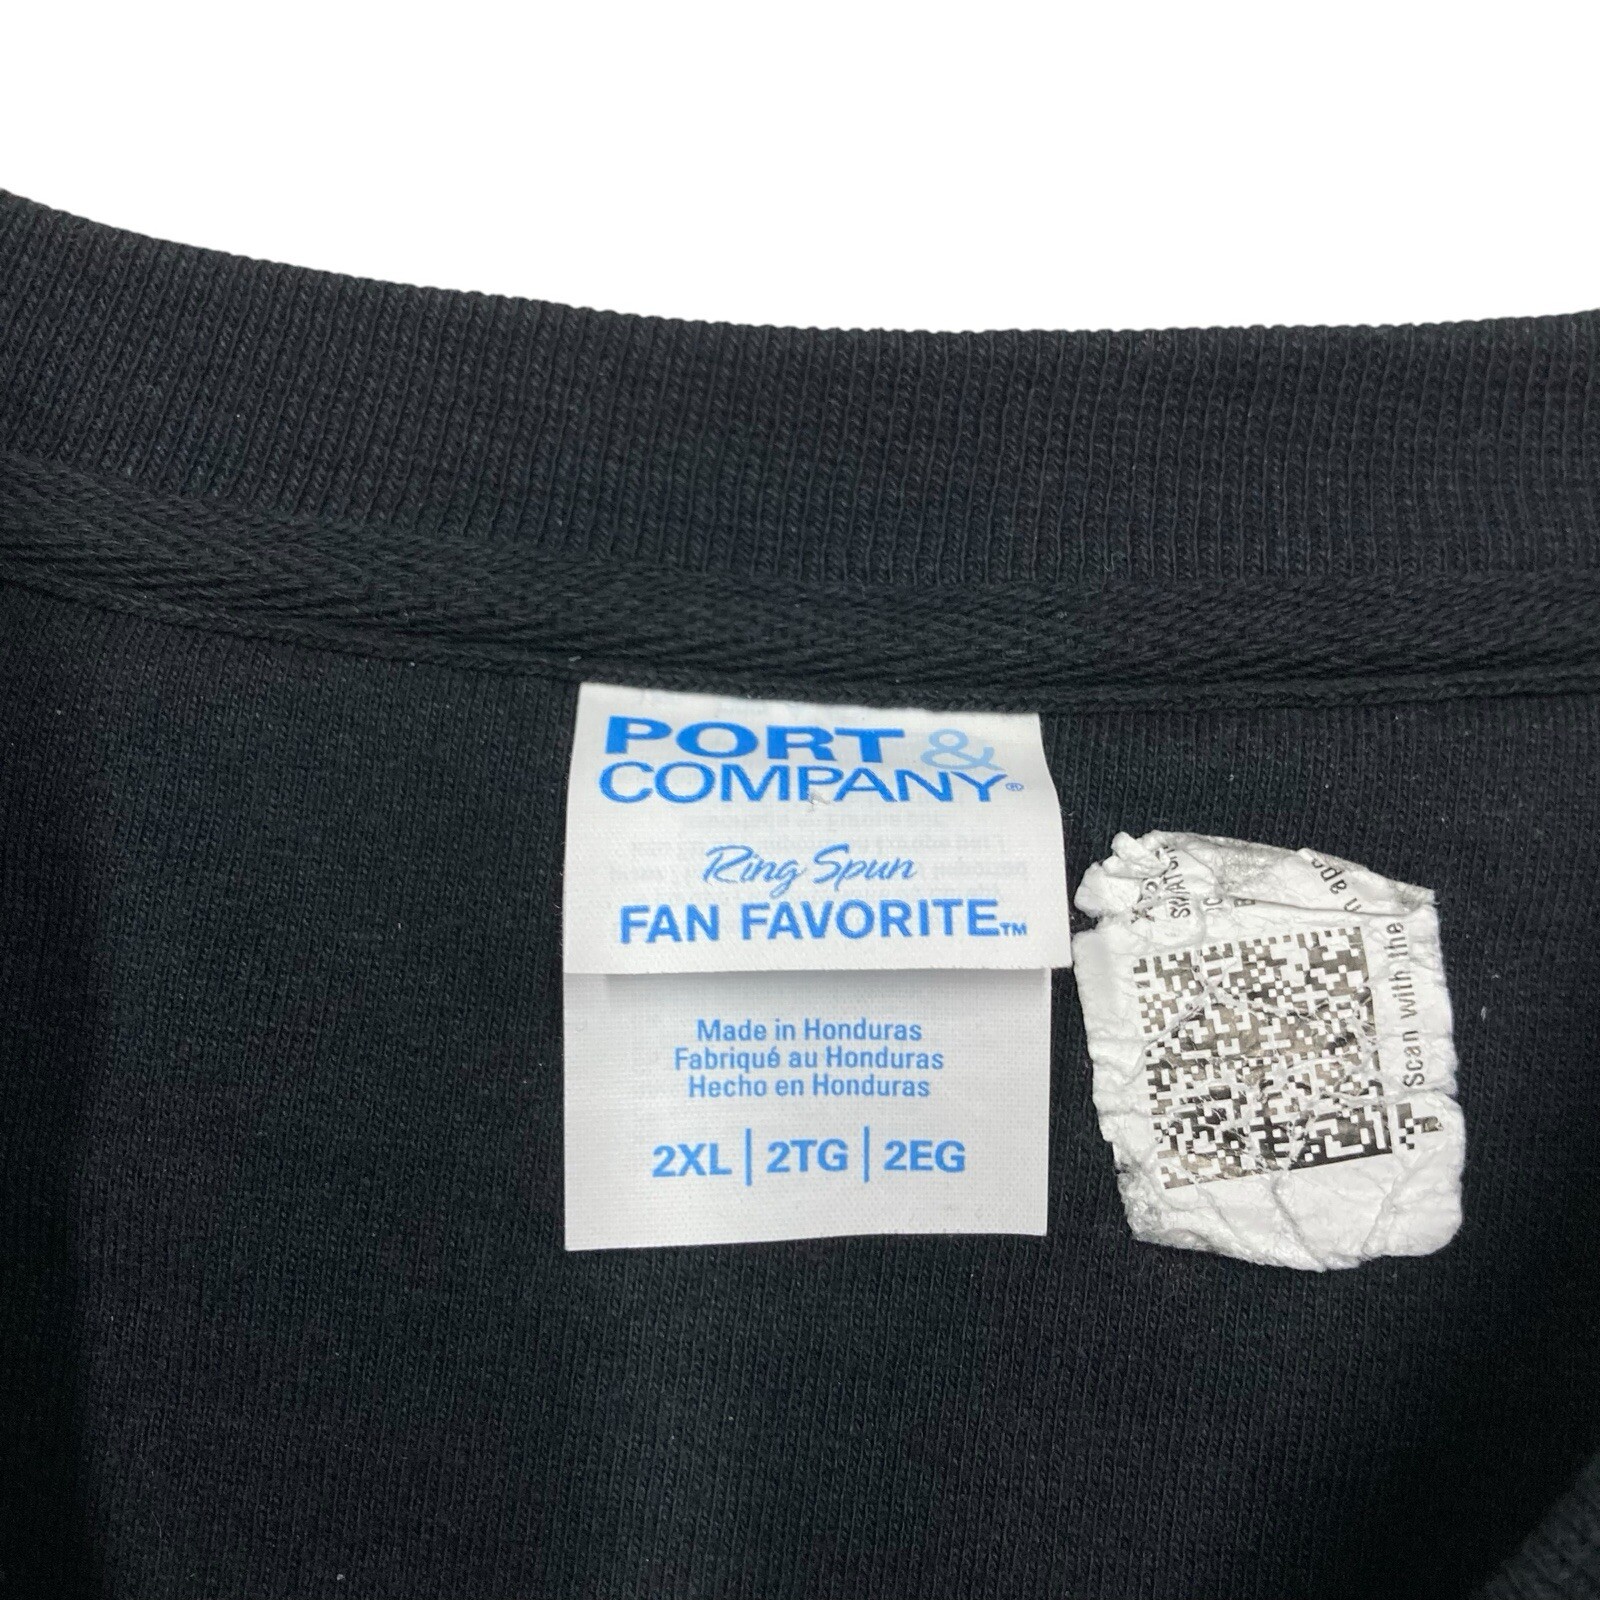 PORT &
COMPANY®
Ring Spun
FAN FAVORITE™
Made in Honduras
Fabriqué au Honduras
Hecho en Honduras
2XL | 2TG | 2EG
Scan with the